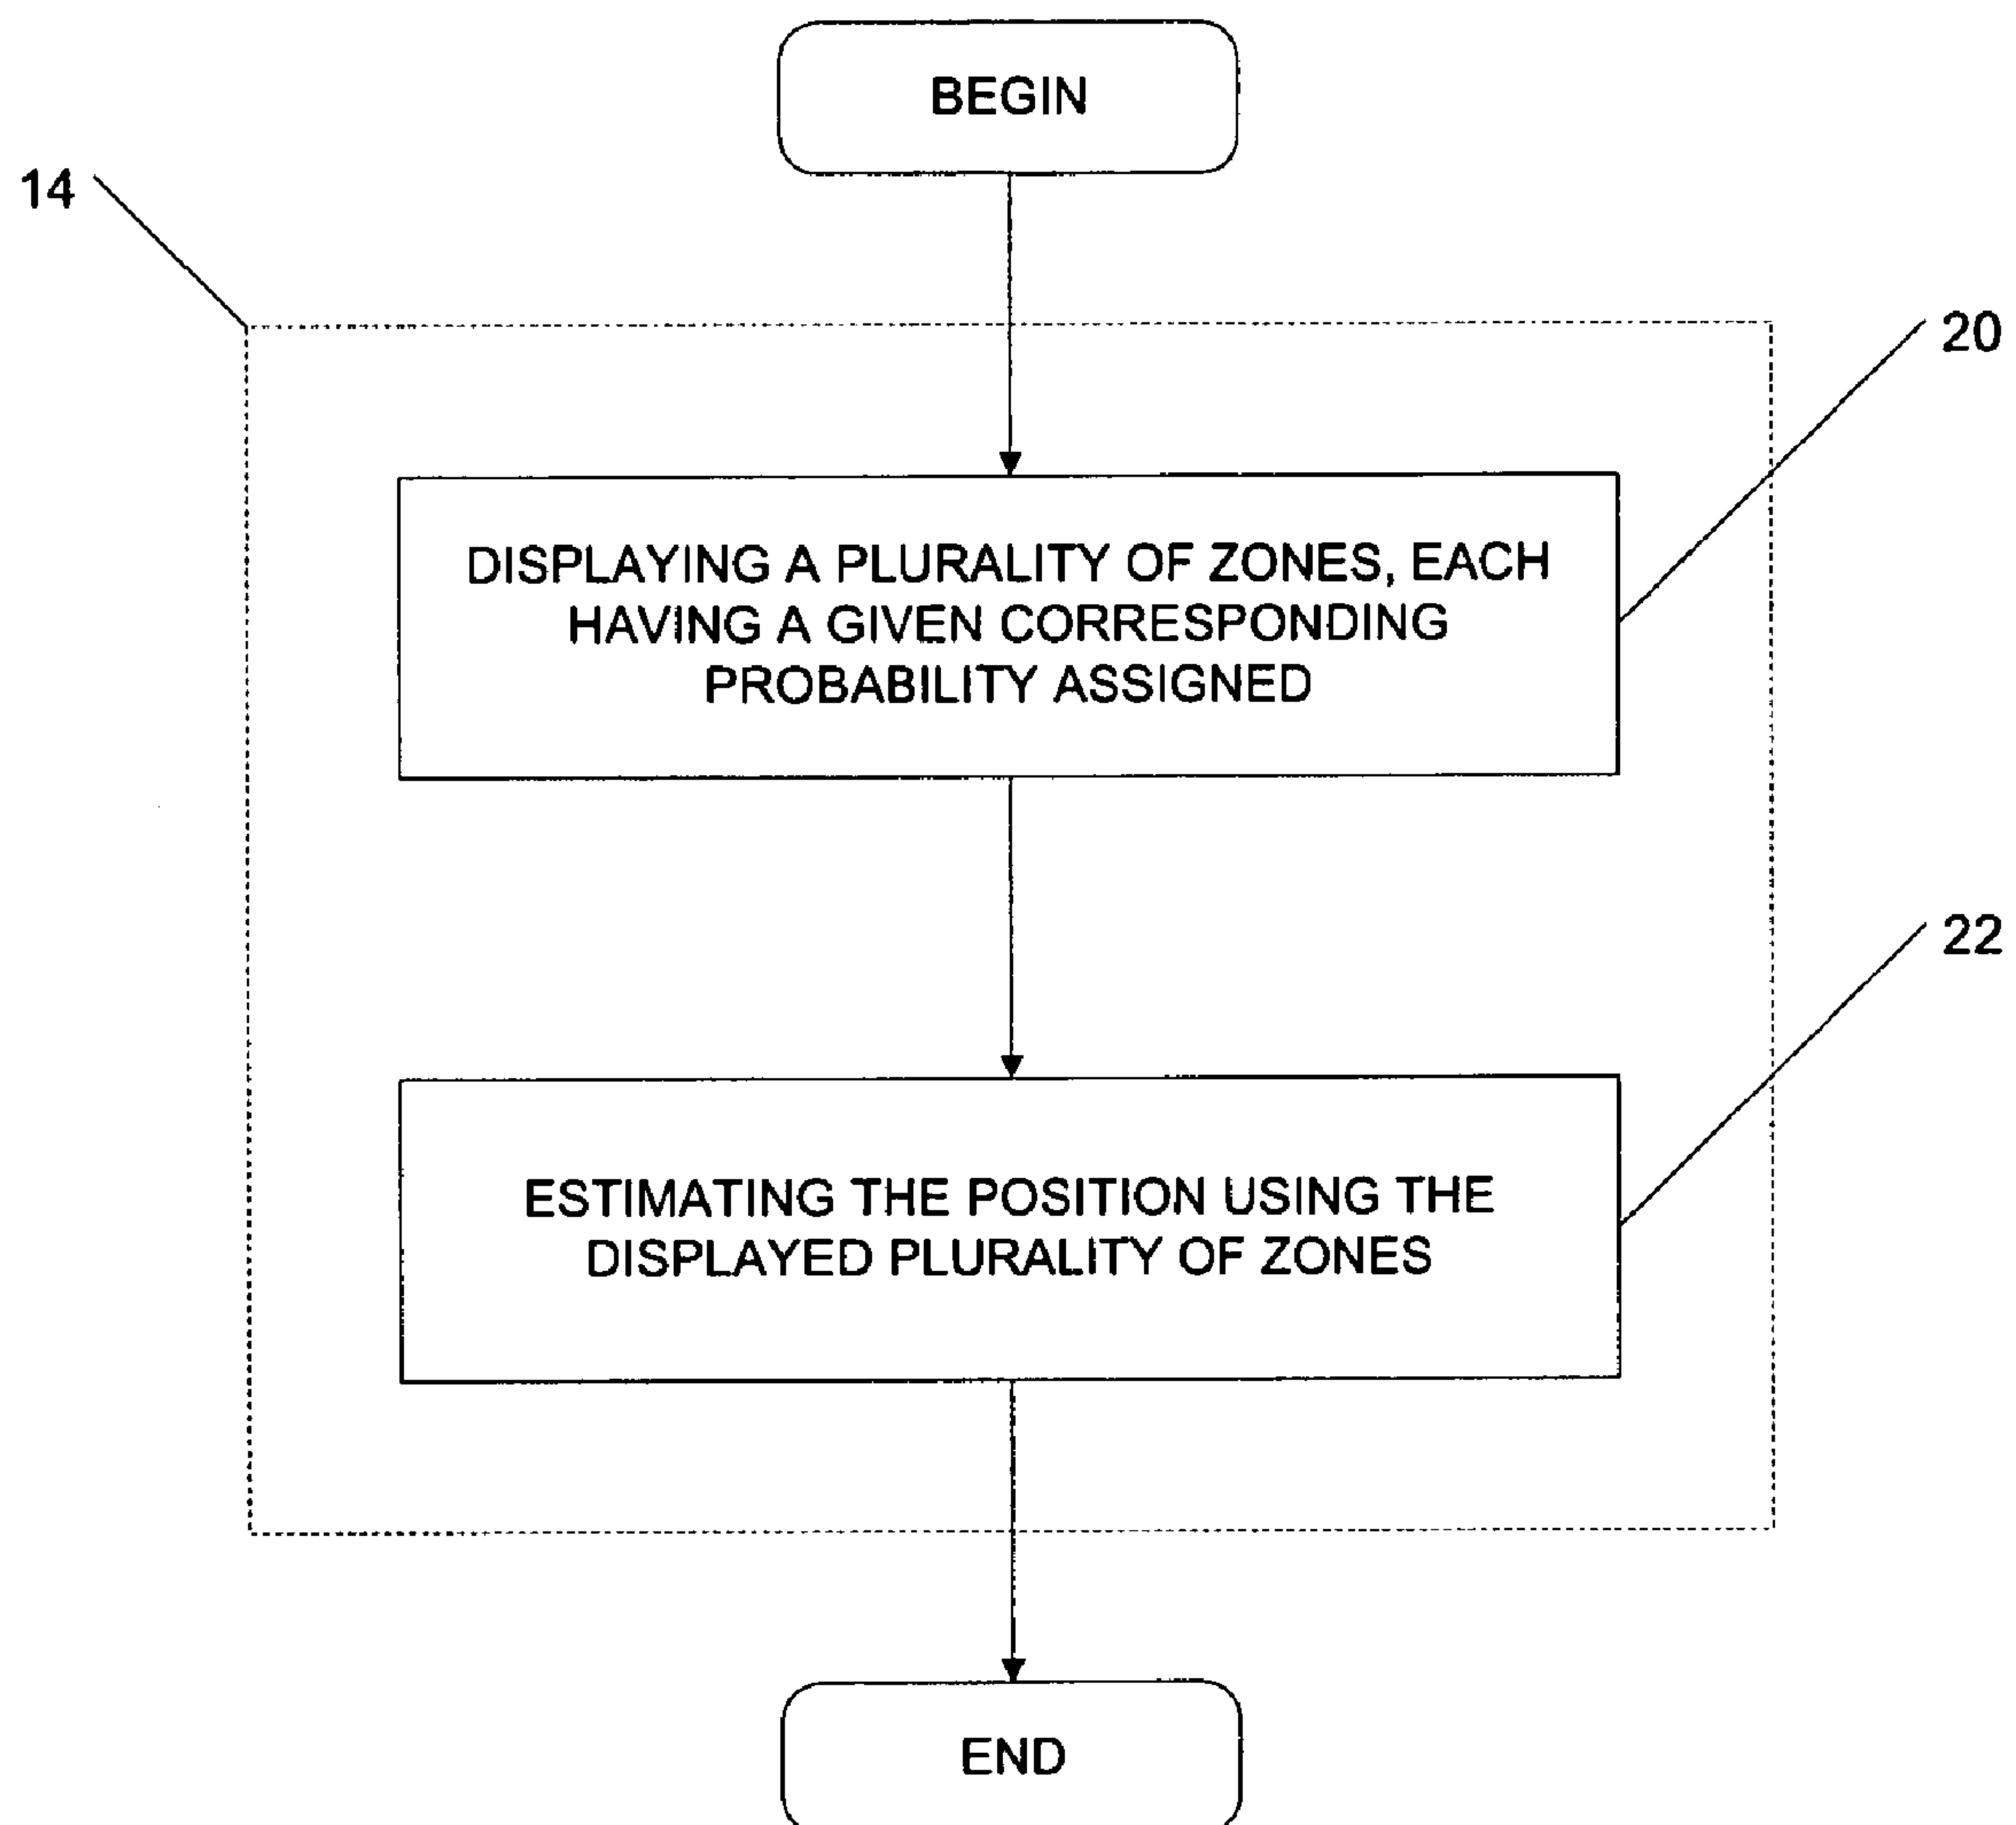 BEGIN
14
20
DISPLAYING A PLURALITY OF ZONES, EACH
HAVING A GIVEN CORRESPONDING
PROBABILITY ASSIGNED
22
ESTIMATING THE POSITION USING THE
DISPLAYED PLURALITY OF ZONES
END